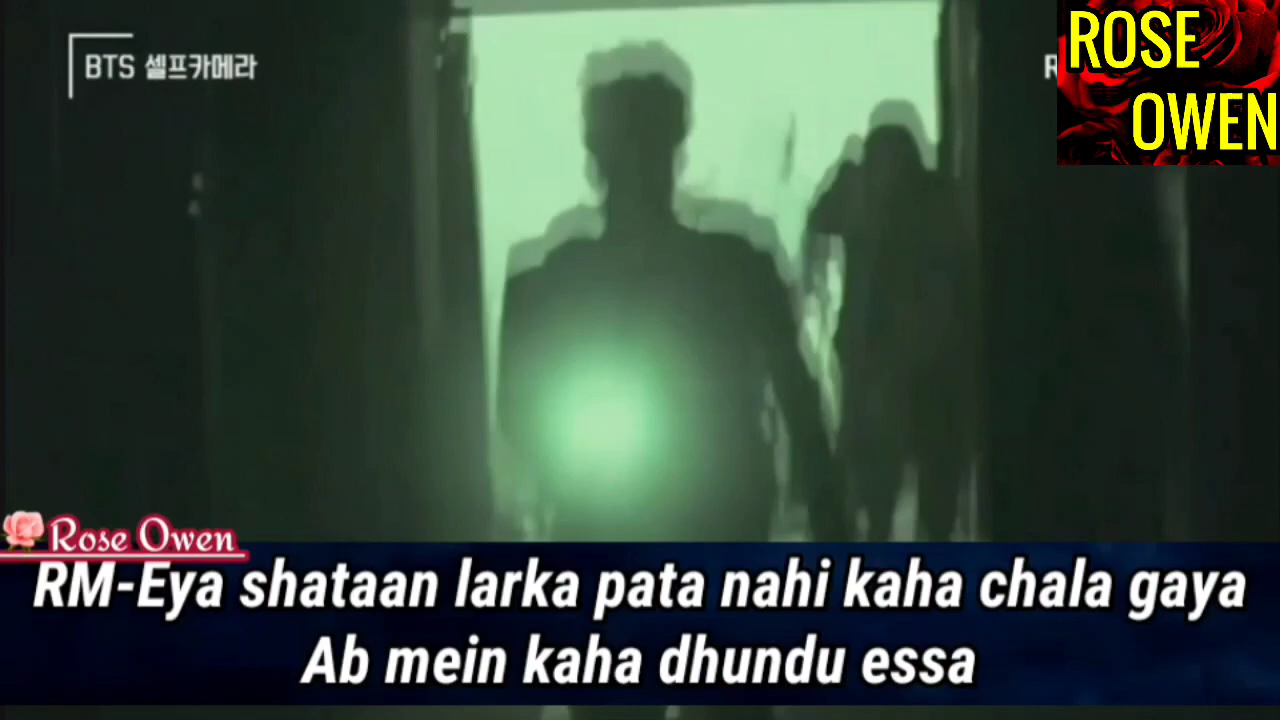 BTS 셀프카메라
R
ROSE
OWEN
Rose Owen
RM-Eya shataan larka pata nahi kaha chala gaya
Ab mein kaha dhundu essa